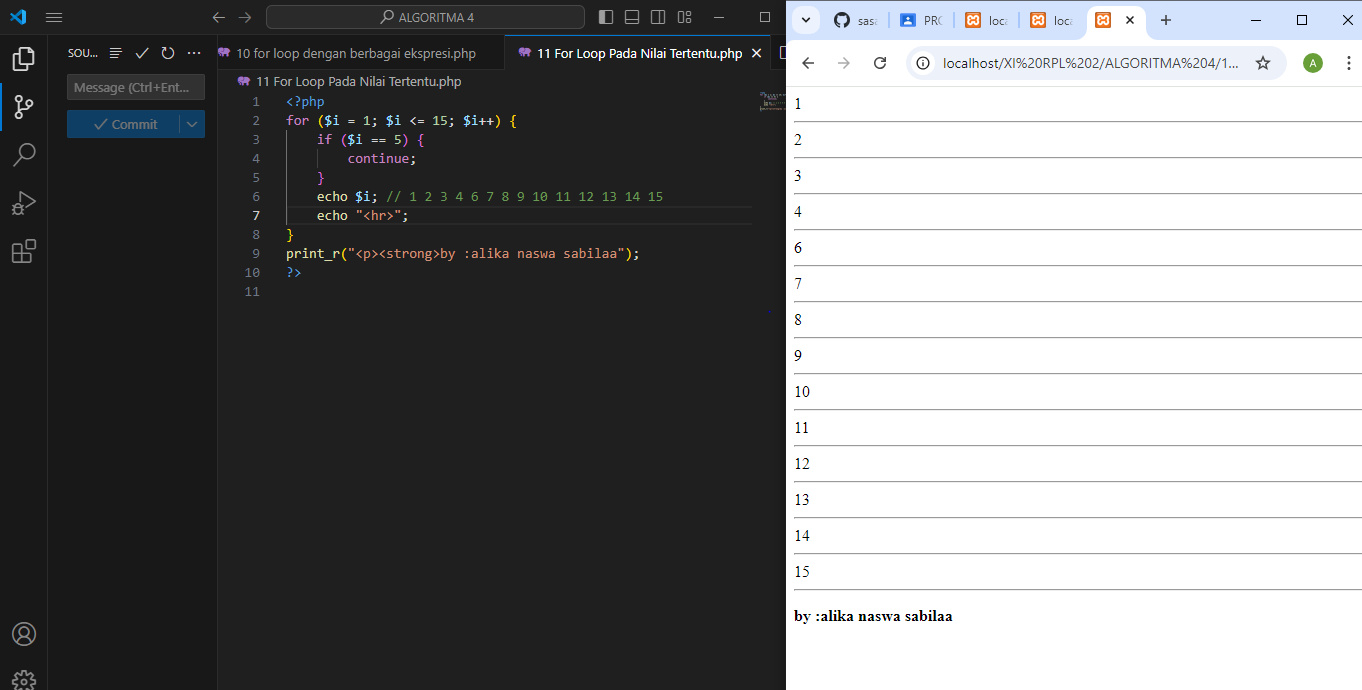 ALGORITMA 4
SOU...
10 for loop dengan berbagai ekspresi.php
11 For Loop Pada Nilai Tertentu.php
Message (Ctrl+Ent...
Commit
11 For Loop Pada Nilai Tertentu.php
1 <?php
2 for ($i = 1; $i <= 15; $i++) {
3 if ($i == 5) {
4 continue;
5 }
6 echo $i; // 1 2 3 4 6 7 8 9 10 11 12 13 14 15
7 echo "<hr>";
8 }
9 print_r("<p><strong>by :alika naswa sabilaa");
10 ?>
11
sasa
PRO
loca
loca
localhost/XI%20RPL%202/ALGORITMA%204/1...
A
1
2
3
4
6
7
8
9
10
11
12
13
14
15
by :alika naswa sabilaa